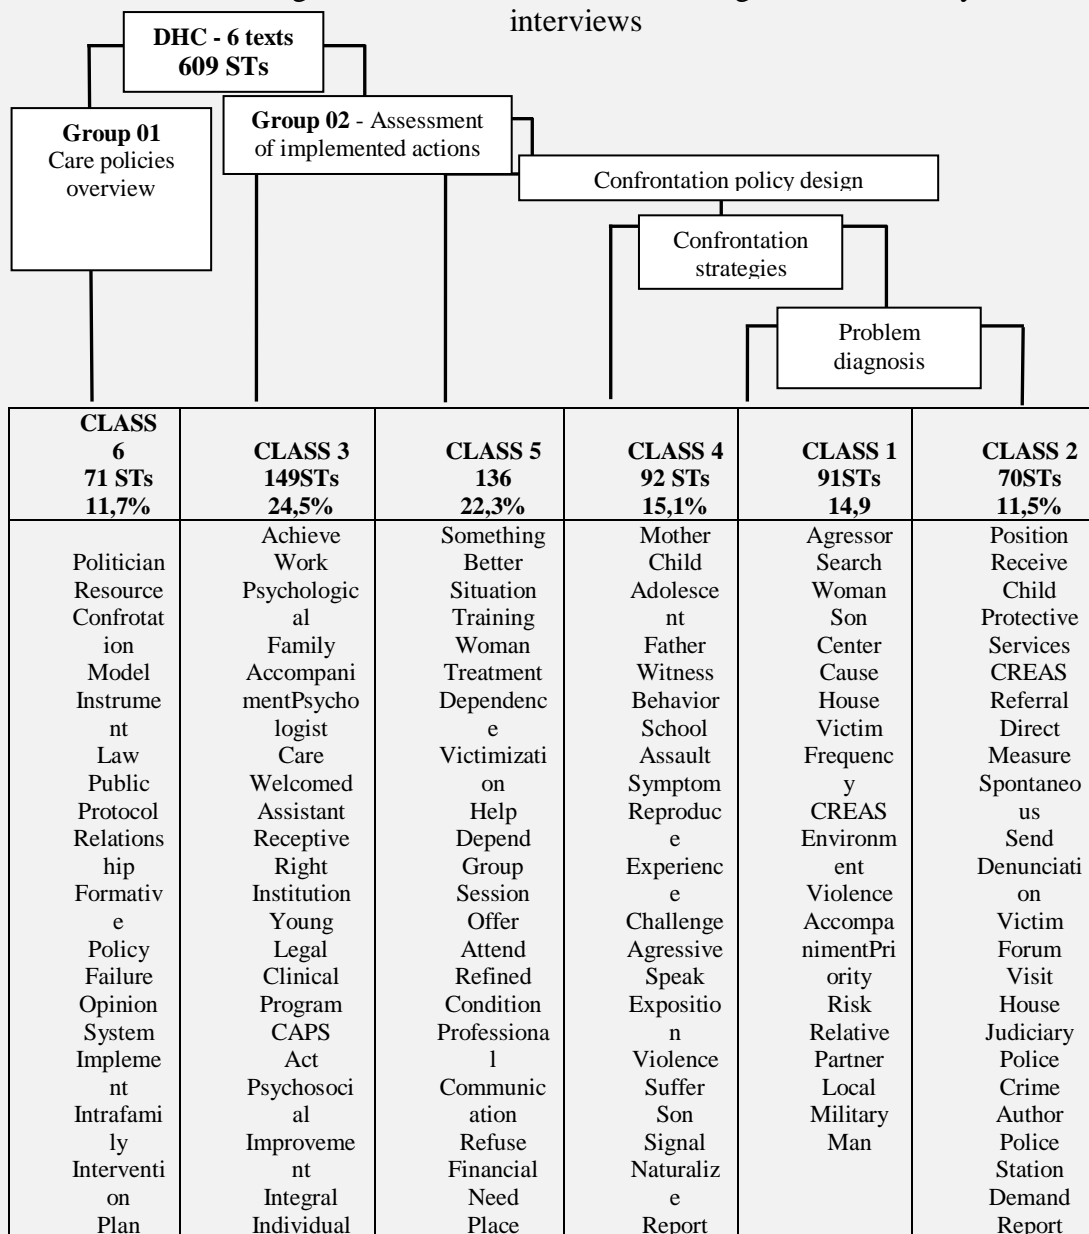 interviews
DHC - 6 texts
609 STs
Group 01
Care policies
overview
Group 02 - Assessment
of implemented actions
Confrontation policy design
Confrontation
strategies
Problem
diagnosis
CLASS
6
71 STs
11,7%
CLASS 3
149STs
24,5%
CLASS 5
136
22,3%
CLASS 4
92 STs
15,1%
CLASS 1
91STs
14,9
CLASS 2
70STs
11,5%
Politician
Resource
Confrotat
ion
Model
Instrume
nt
Law
Public
Protocol
Relations
hip
Formativ
e
Policy
Failure
Opinion
System
Impleme
nt
Intrafami
ly
Interventi
on
Plan
Achieve
Work
Psychologic
al
Family
Accompani
mentPsycho
logist
Care
Welcomed
Assistant
Receptive
Right
Institution
Young
Legal
Clinical
Program
CAPS
Act
Psychosoci
al
Improveme
nt
Integral
Individual
Something
Better
Situation
Training
Woman
Treatment
Dependenc
e
Victimizati
on
Help
Depend
Group
Session
Offer
Attend
Refined
Condition
Professiona
l
Communic
ation
Refuse
Financial
Need
Place
Mother
Child
Adolesce
nt
Father
Witness
Behavior
School
Assault
Symptom
Reproduc
e
Experienc
e
Challenge
Agressive
Speak
Expositio
n
Violence
Suffer
Son
Signal
Naturaliz
e
Report
Agressor
Search
Woman
Son
Center
Cause
House
Victim
Frequenc
y
CREAS
Environm
ent
Violence
Accompa
nimentPri
ority
Risk
Relative
Partner
Local
Military
Man
Position
Receive
Child
Protective
Services
CREAS
Referral
Direct
Measure
Spontaneo
us
Send
Denunciati
on
Victim
Forum
Visit
House
Judiciary
Police
Crime
Author
Police
Station
Demand
Report